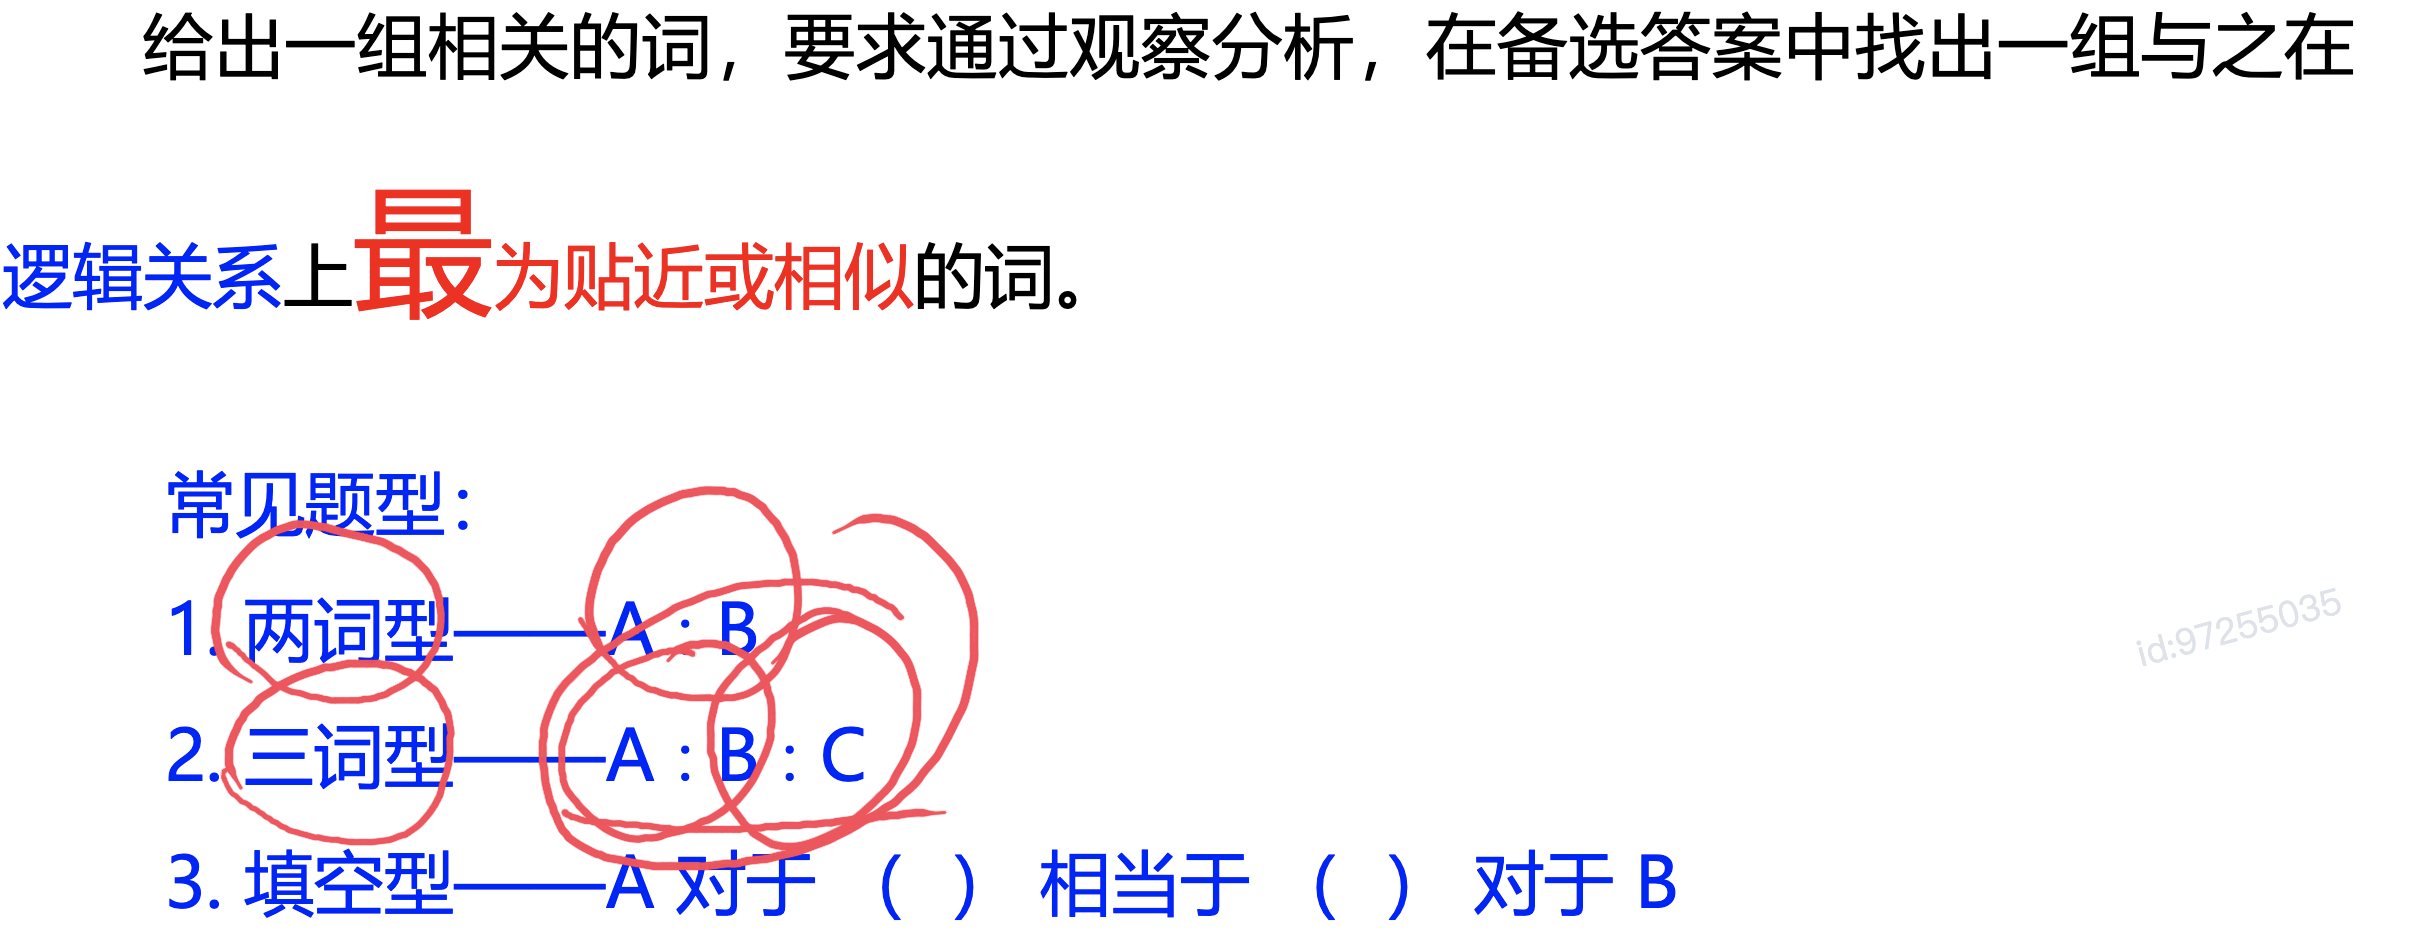 给出一组相关的词，要求通过观察分析，在备选答案中找出一组与之在
逻辑关系上最为贴近或相似的词。
常见题型：
1. 两词型——A：B
2. 三词型——A：B：C
3. 填空型——A 对于 （ ） 相当于 （ ） 对于 B
id:97255035